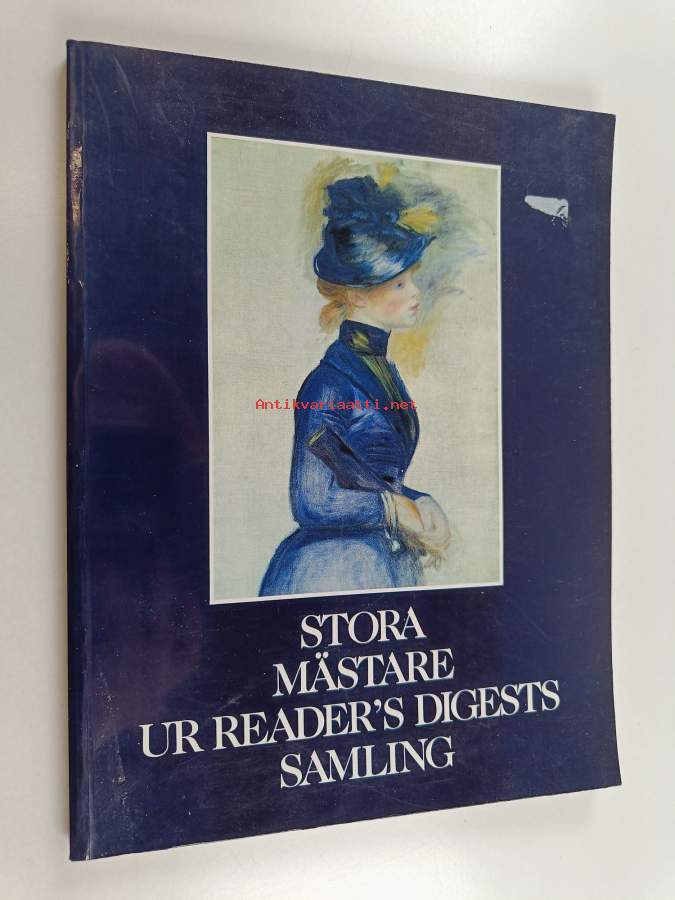 Antikvariaatti.net
STORA
MÄSTARE
UR READER'S DIGESTS
SAMLING